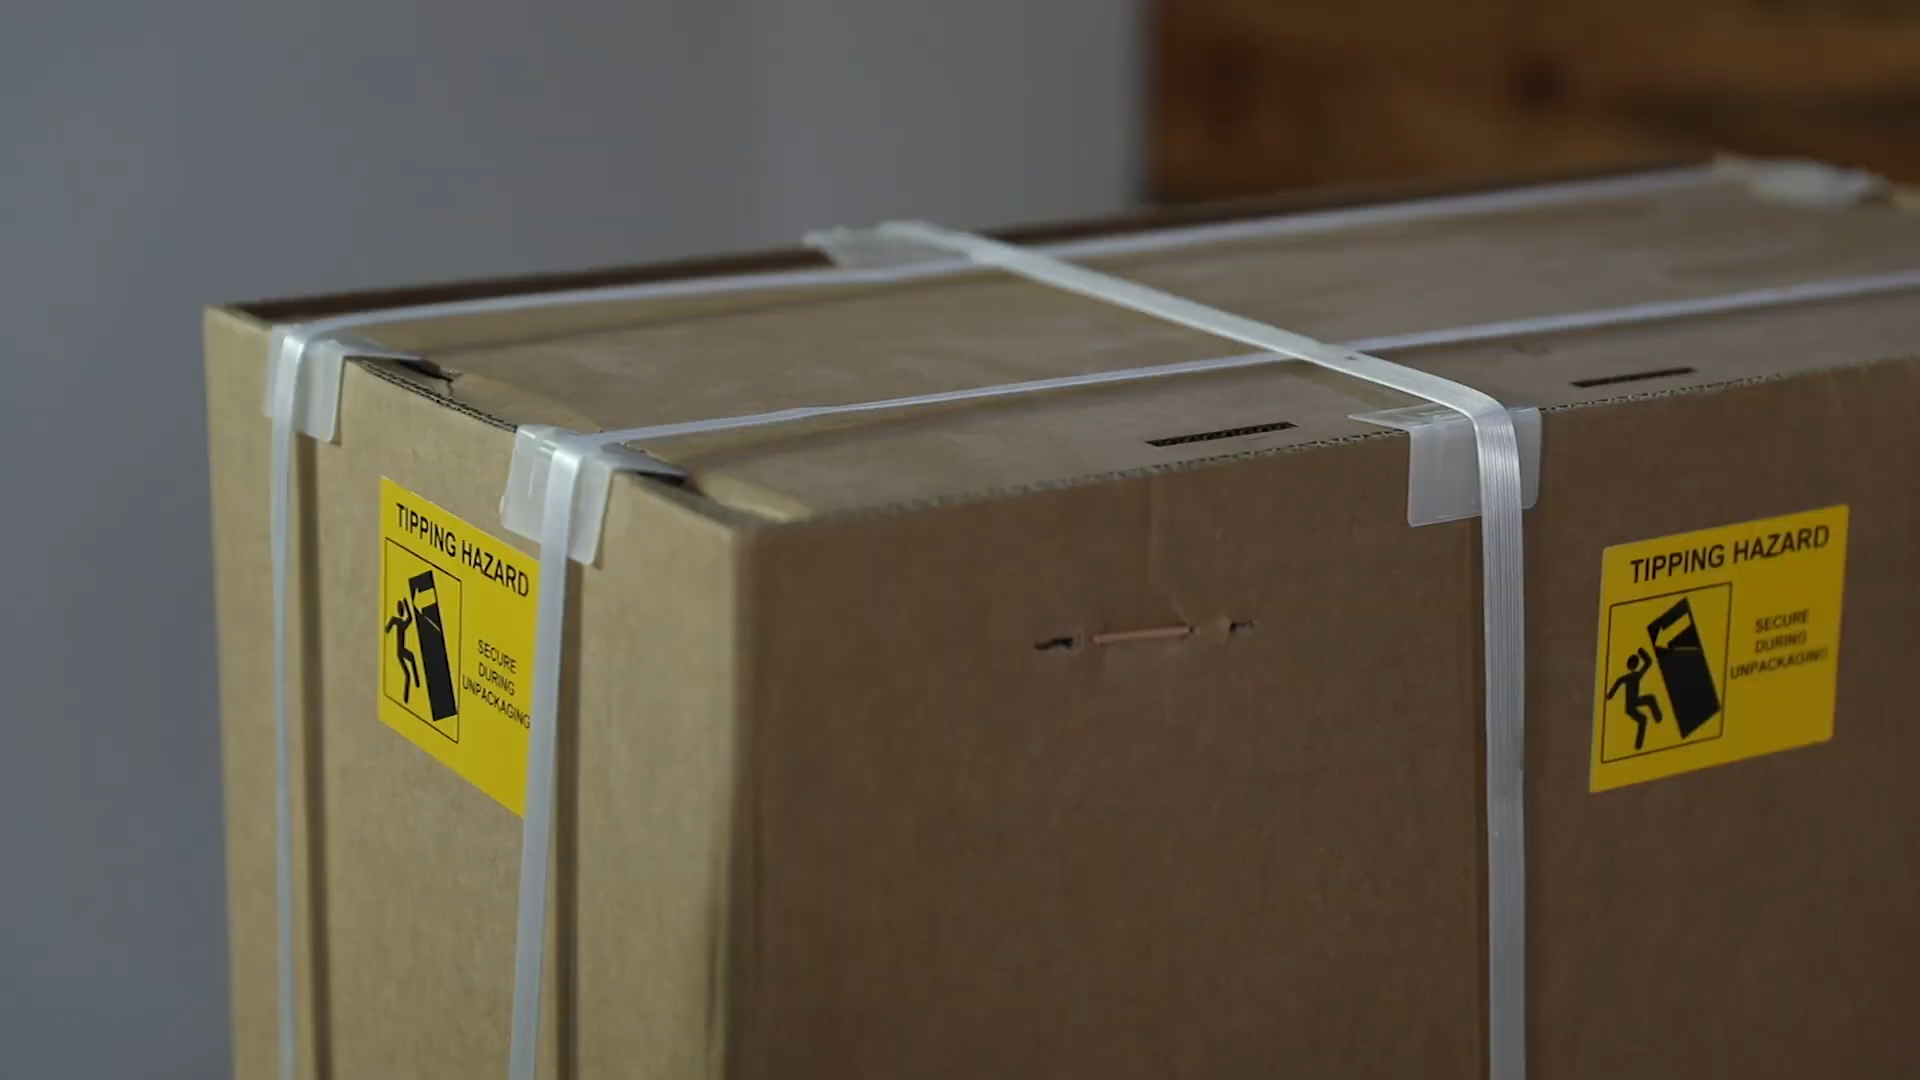 TIPPING HAZARD
SECURE
DURING
UNPACKAGING
TIPPING HAZARD
SECURE
DURING
UNPACKAGING